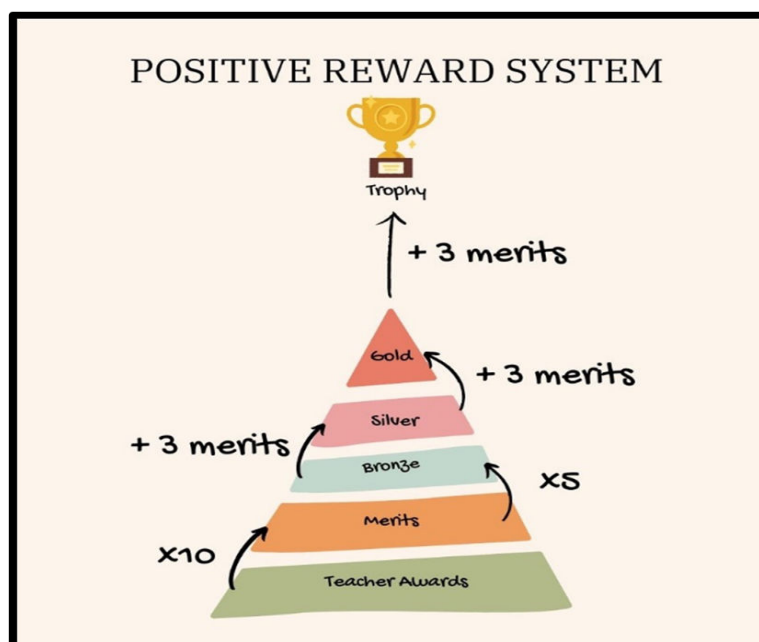 POSITIVE REWARD SYSTEM
Trophy
+ 3 merits
Gold
+ 3 merits
Silver
+ 3 merits
Bronze
x5
Merits
x10
Teacher Awards